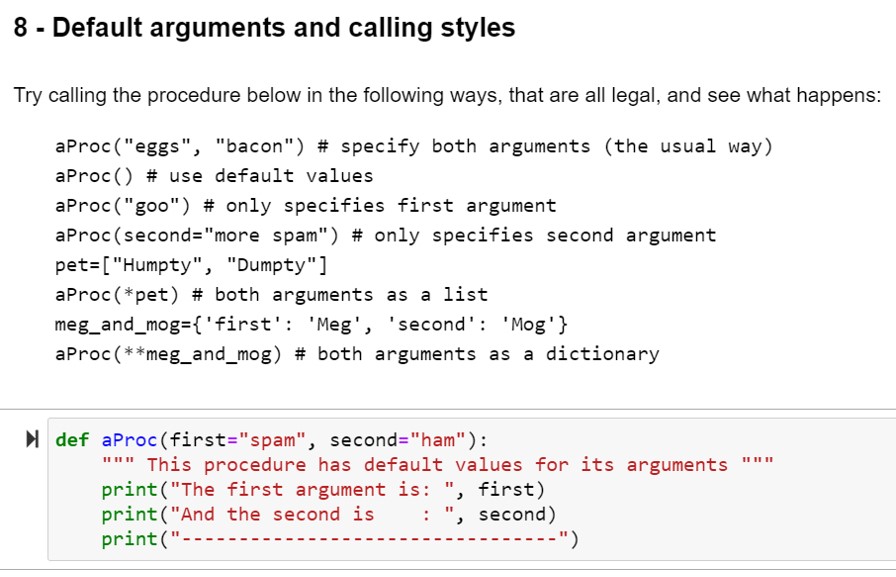 8 - Default arguments and calling styles
Try calling the procedure below in the following ways, that are all legal, and see what happens:
aProc("eggs", "bacon") # specify both arguments (the usual way)
aProc() # use default values
aProc("goo") # only specifies first argument
aProc(second="more spam") # only specifies second argument
pet=["Humpty", "Dumpty"]
aProc(*pet) # both arguments as a list
meg_and_mog={'first': 'Meg', 'second': 'Mog'}
aProc(**meg_and_mog) # both arguments as a dictionary
def aProc(first="spam", second="ham"):
    """ This procedure has default values for its arguments """
    print("The first argument is: ", first)
    print("And the second is    : ", second)
    print("---------------------------------")